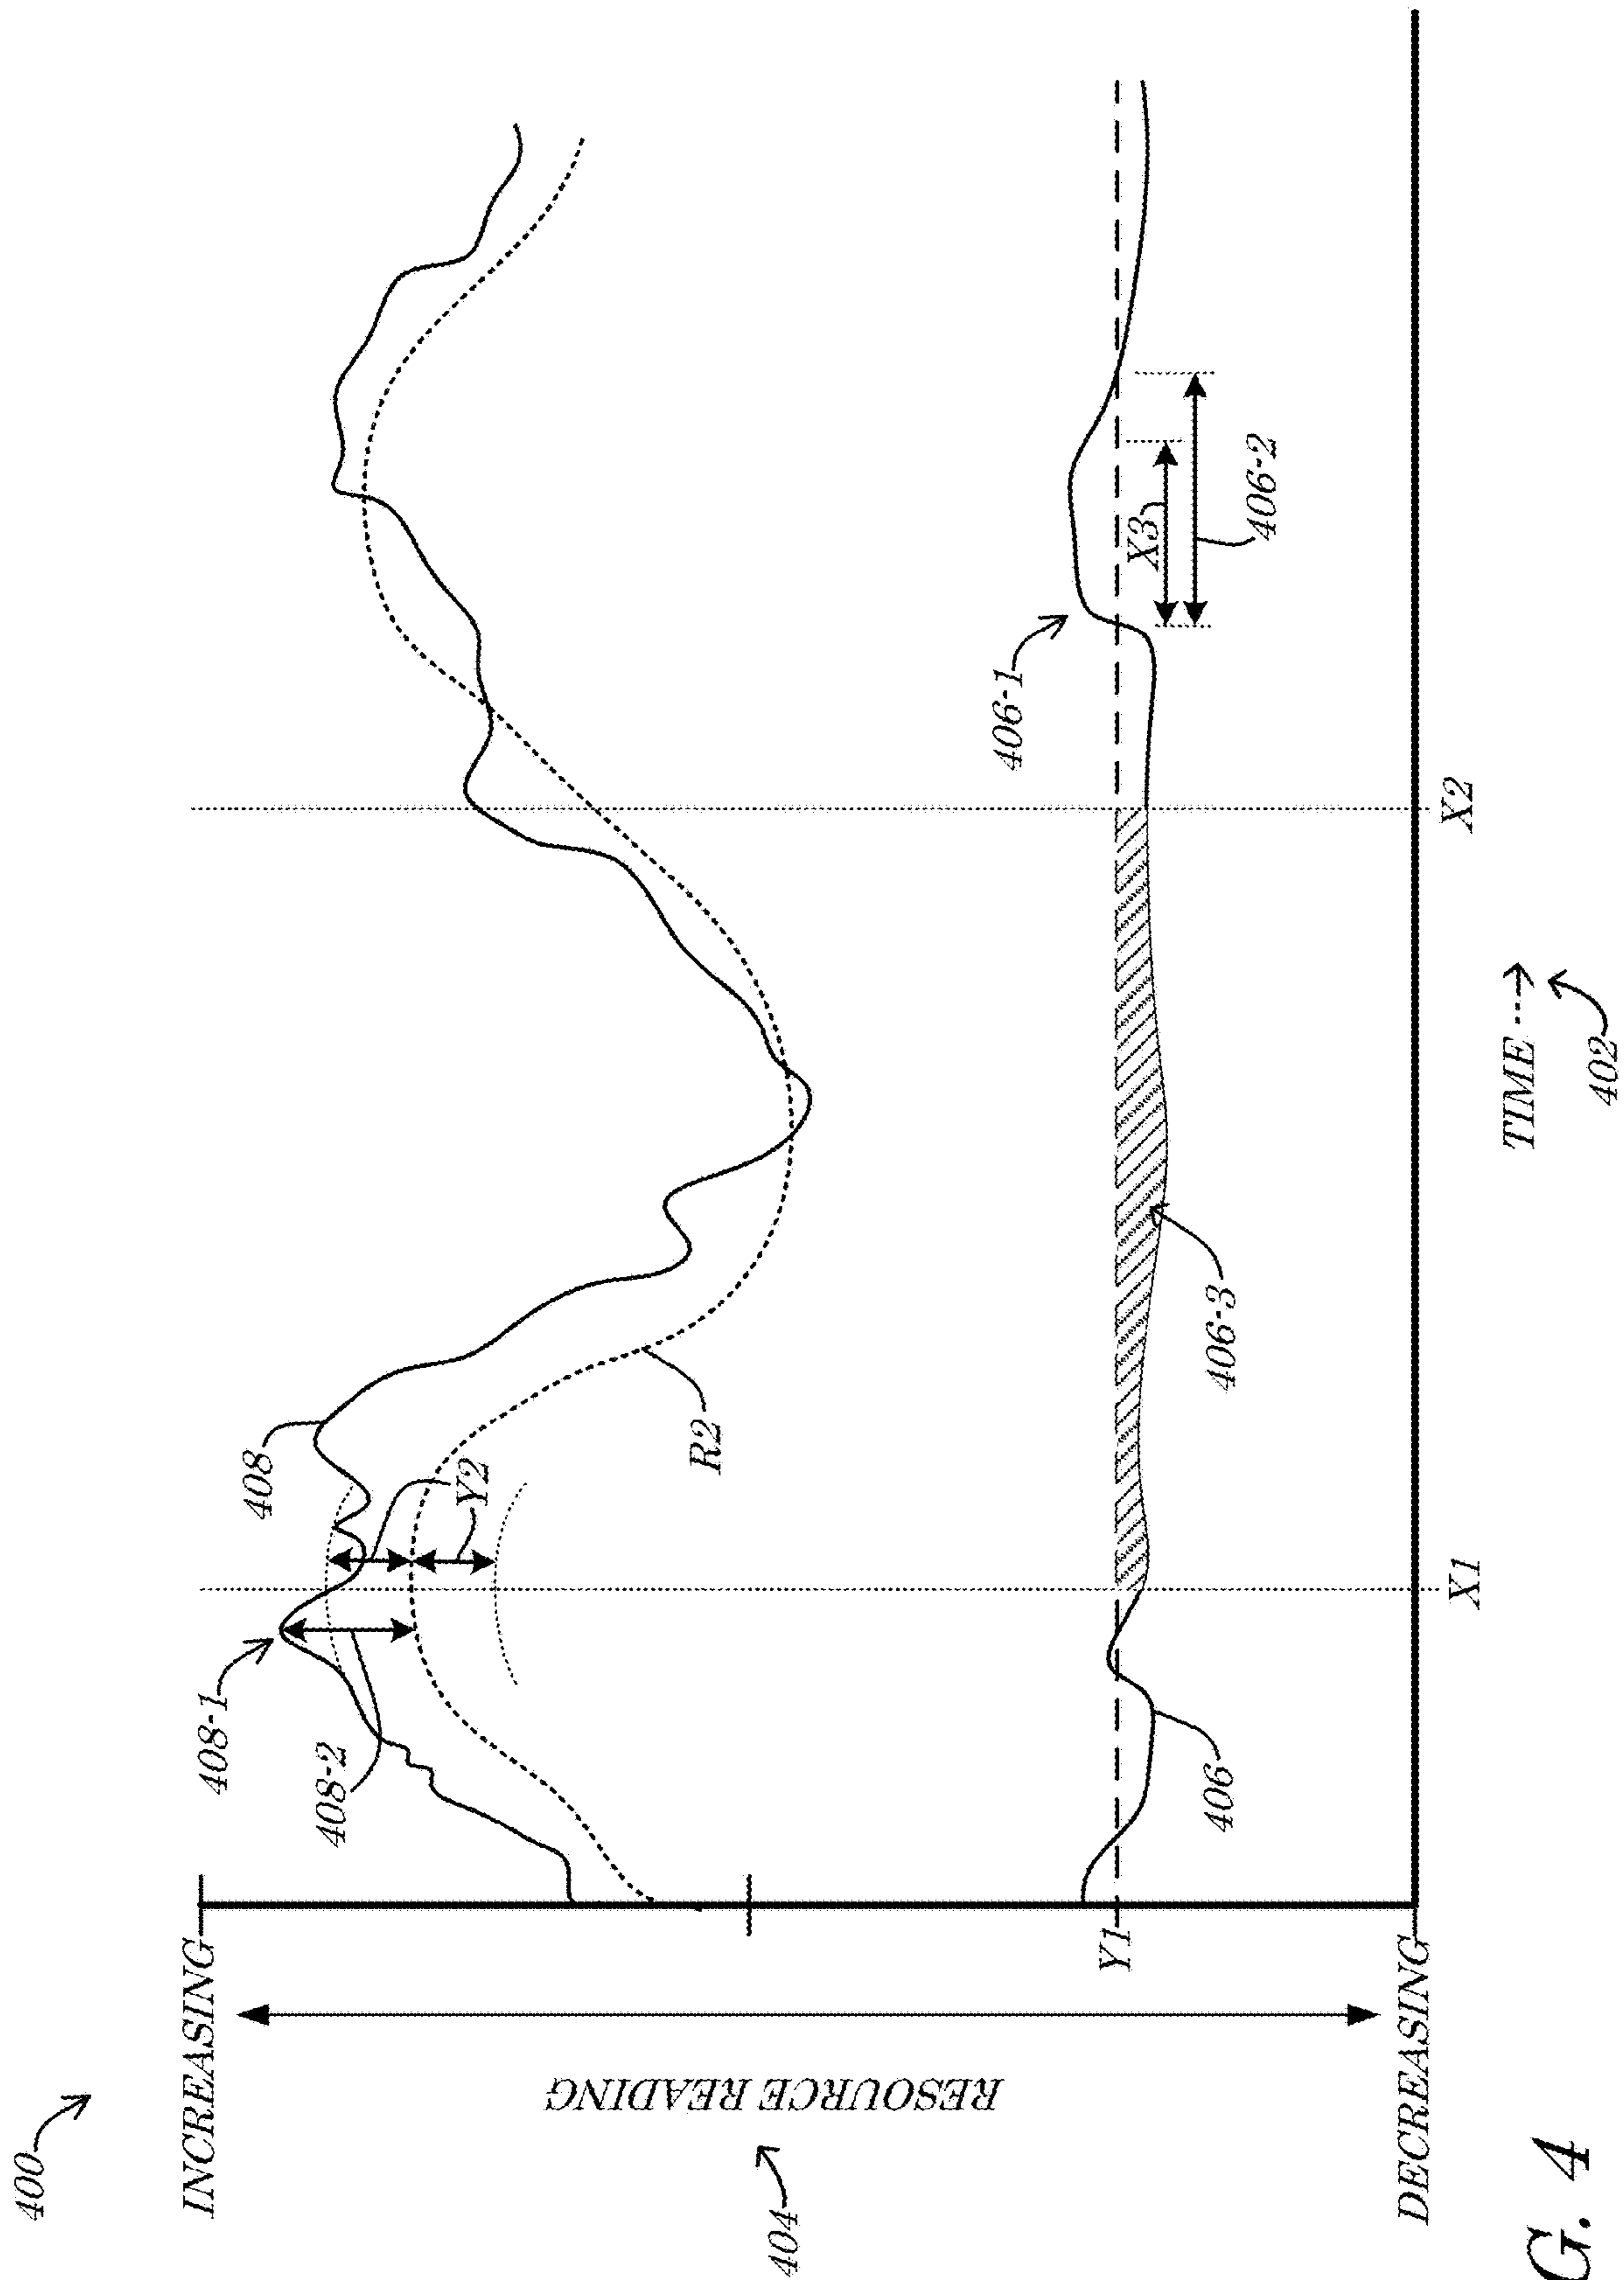 400
INCREASING
RESOURCE READING
404
DECREASING
Y1
408-1
408-2
408
Y2
R2
406
406-3
406-1
X3
406-2
X1
X2
TIME
402
G. 4